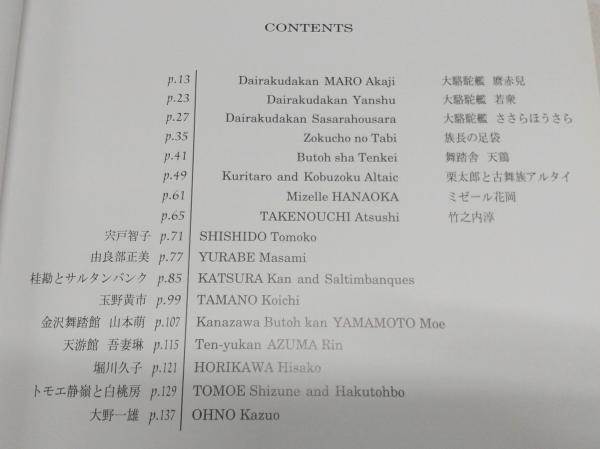 CONTENTS
p.13 Dairakudakan MARO Akaji 大駱駝艦 麿赤兒
p.23 Dairakudakan Yanshu 大駱駝艦 若衆
p.27 Dairakudakan Sasarahousara 大駱駝艦 ささらほうさら
p.35 Zokucho no Tabi 族長の足袋
p.41 Butoh sha Tenkei 舞踏舎 天鶏
p.49 Kuritaro and Kobuzoku Altaic 栗太郎と古舞族アルタイ
p.61 Mizelle HANAOKA ミゼール花岡
p.65 TAKENOUCHI Atsushi 竹之内淳
宍戸智子 p.71 SHISHIDO Tomoko
由良部正美 p.77 YURABE Masami
桂勘とサルタンバンク p.85 KATSURA Kan and Saltimbanques
玉野黄市 p.99 TAMANO Koichi
金沢舞踏館 山本萌 p.107 Kanazawa Butoh kan YAMAMOTO Moe
天游館 吾妻琳 p.115 Ten-yukan AZUMA Rin
堀川久子 p.121 HORIKAWA Hisako
トモエ静嶺と白桃房 p.129 TOMOE Shizune and Hakutohbo
大野一雄 p.137 OHNO Kazuo